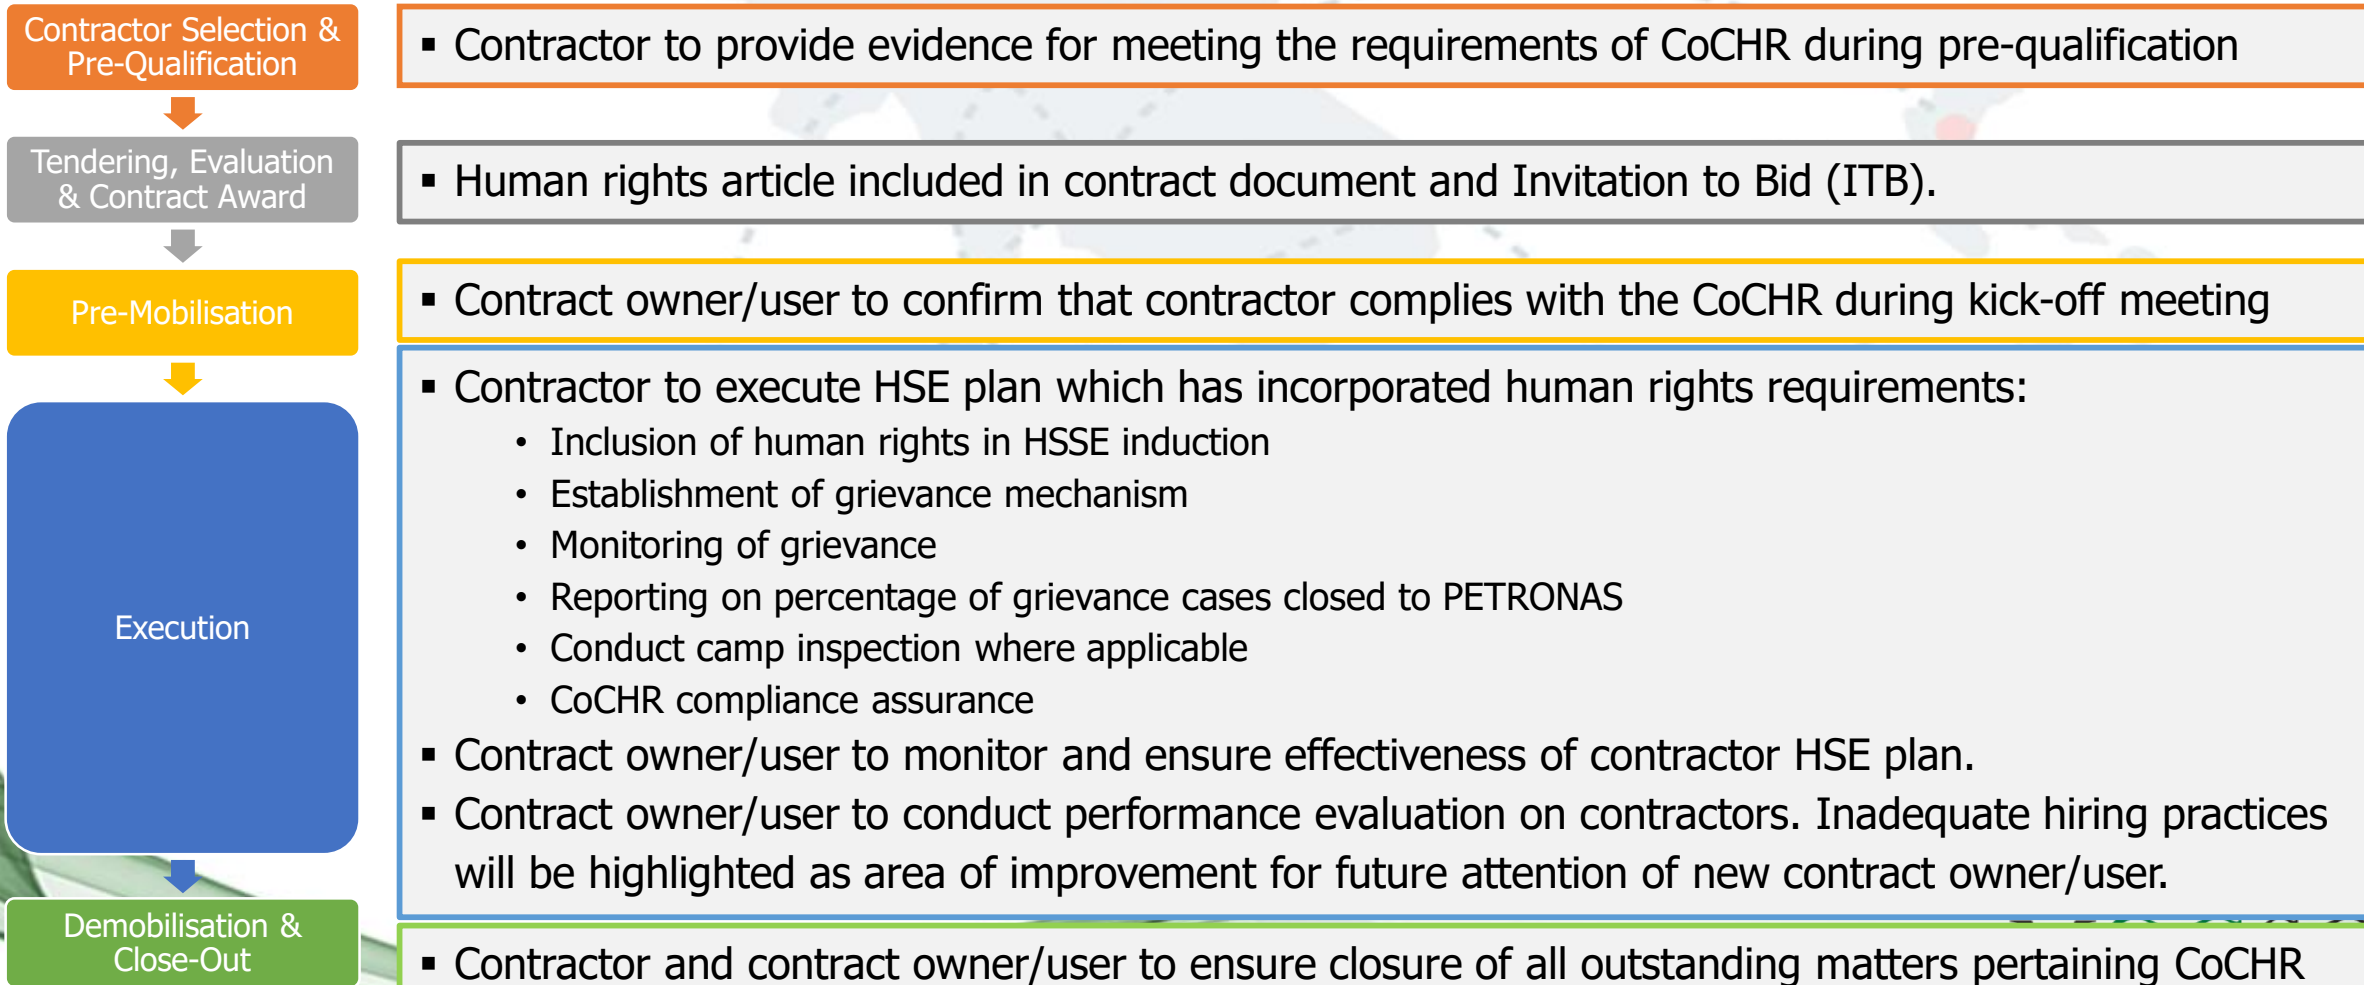 Contractor Selection &
Pre-Qualification
▪ Contractor to provide evidence for meeting the requirements of CoCHR during pre-qualification
Tendering, Evaluation
& Contract Award
▪ Human rights article included in contract document and Invitation to Bid (ITB).
Pre-Mobilisation
▪ Contract owner/user to confirm that contractor complies with the CoCHR during kick-off meeting
Execution
▪ Contractor to execute HSE plan which has incorporated human rights requirements:
• Inclusion of human rights in HSSE induction
• Establishment of grievance mechanism
• Monitoring of grievance
• Reporting on percentage of grievance cases closed to PETRONAS
• Conduct camp inspection where applicable
• CoCHR compliance assurance
▪ Contract owner/user to monitor and ensure effectiveness of contractor HSE plan.
▪ Contract owner/user to conduct performance evaluation on contractors. Inadequate hiring practices
will be highlighted as area of improvement for future attention of new contract owner/user.
Demobilisation &
Close-Out
▪ Contractor and contract owner/user to ensure closure of all outstanding matters pertaining CoCHR